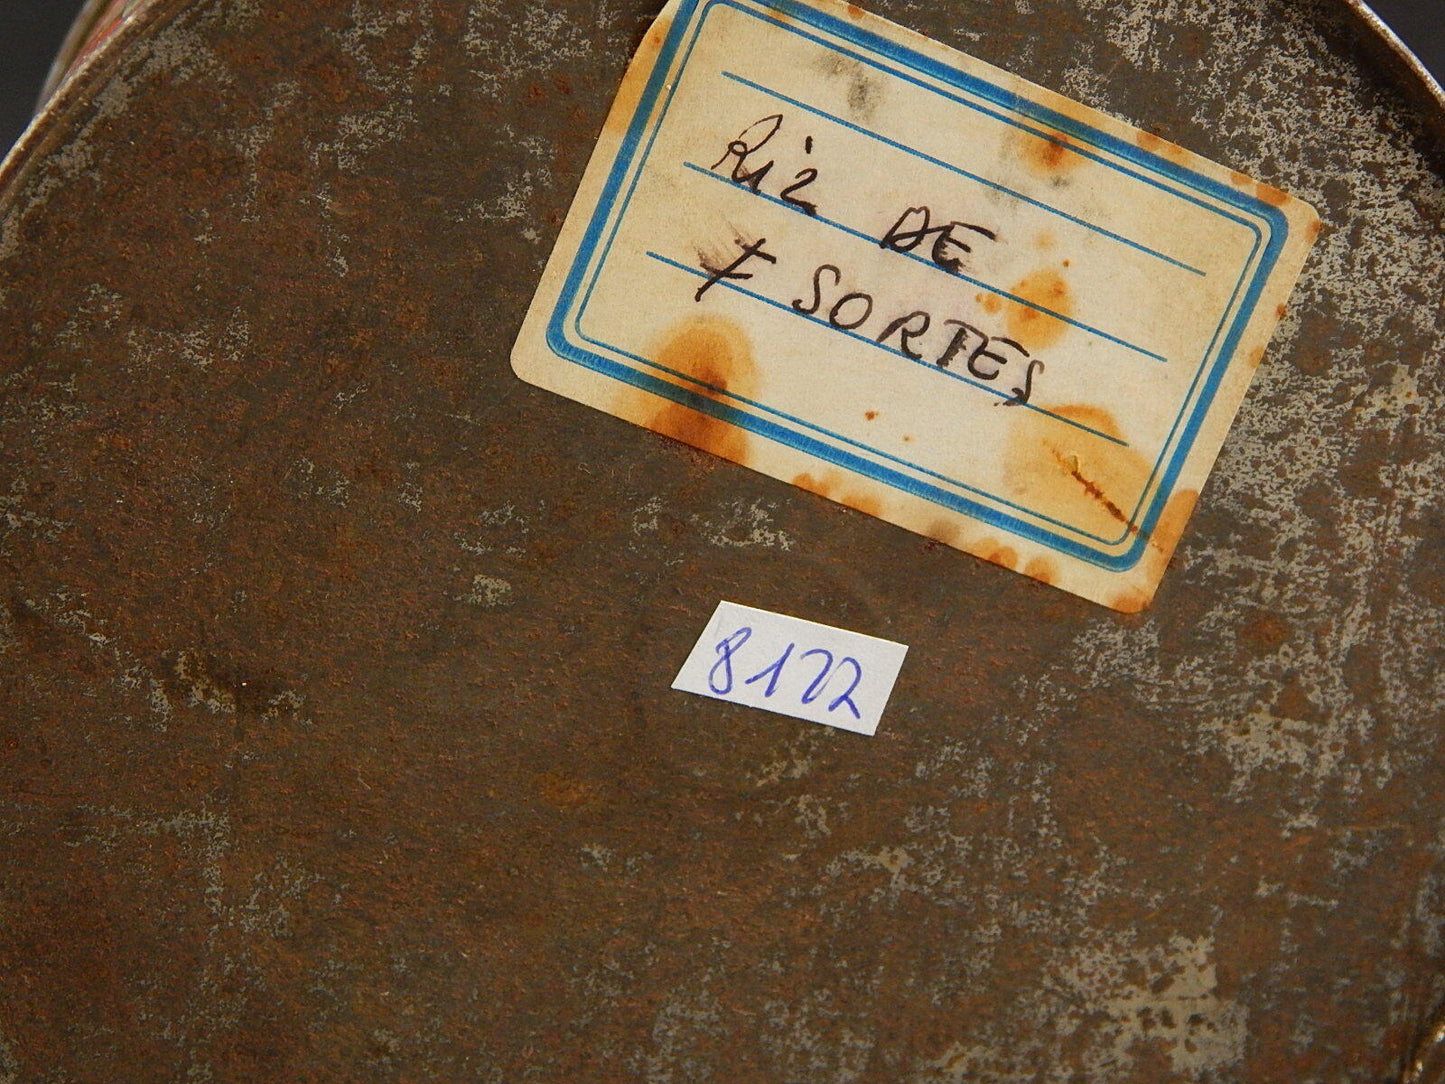 Riz DE
7 SORTES
8122